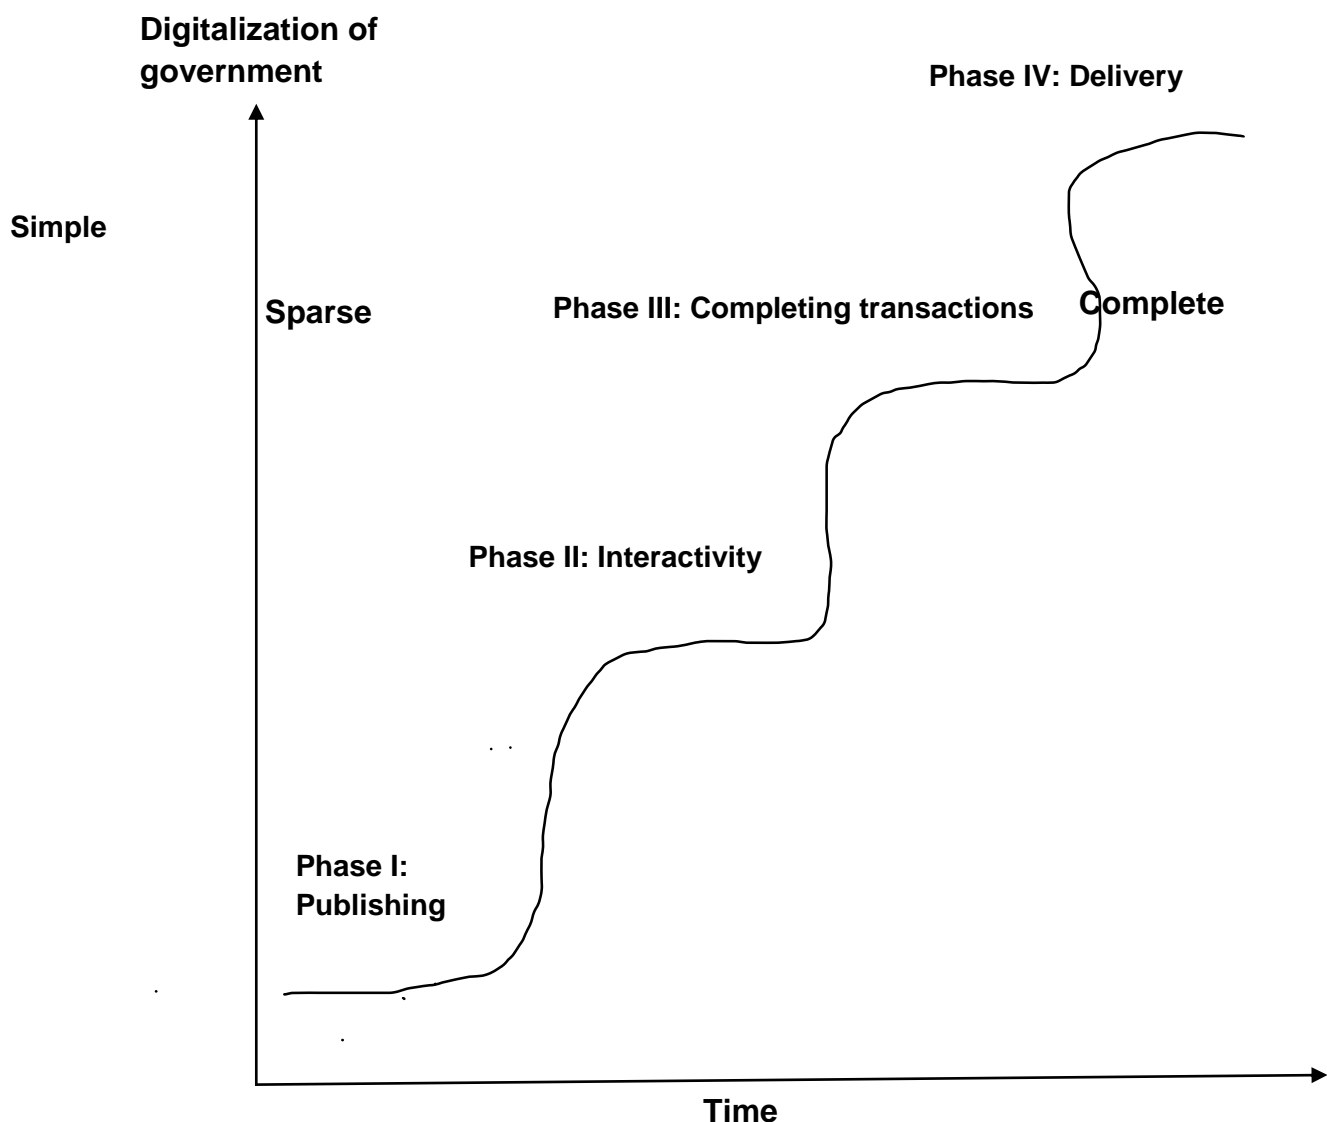 Digitalization of
government
Phase IV: Delivery
Simple
Sparse
Phase III: Completing transactions
Complete
Phase II: Interactivity
Phase I:
Publishing
Time